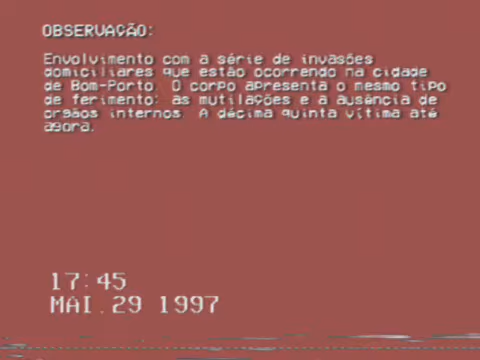 OBSERVAÇÃO:
Envolvimento com a série de invasões
domiciliares que estão ocorrendo na cidade
de Bom-Porto. O corpo apresenta o mesmo tipo
de ferimento: as mutilações e a ausência de
orgãos internos. A décima quinta vítima até
agora.
17:45
MAI.29 1997